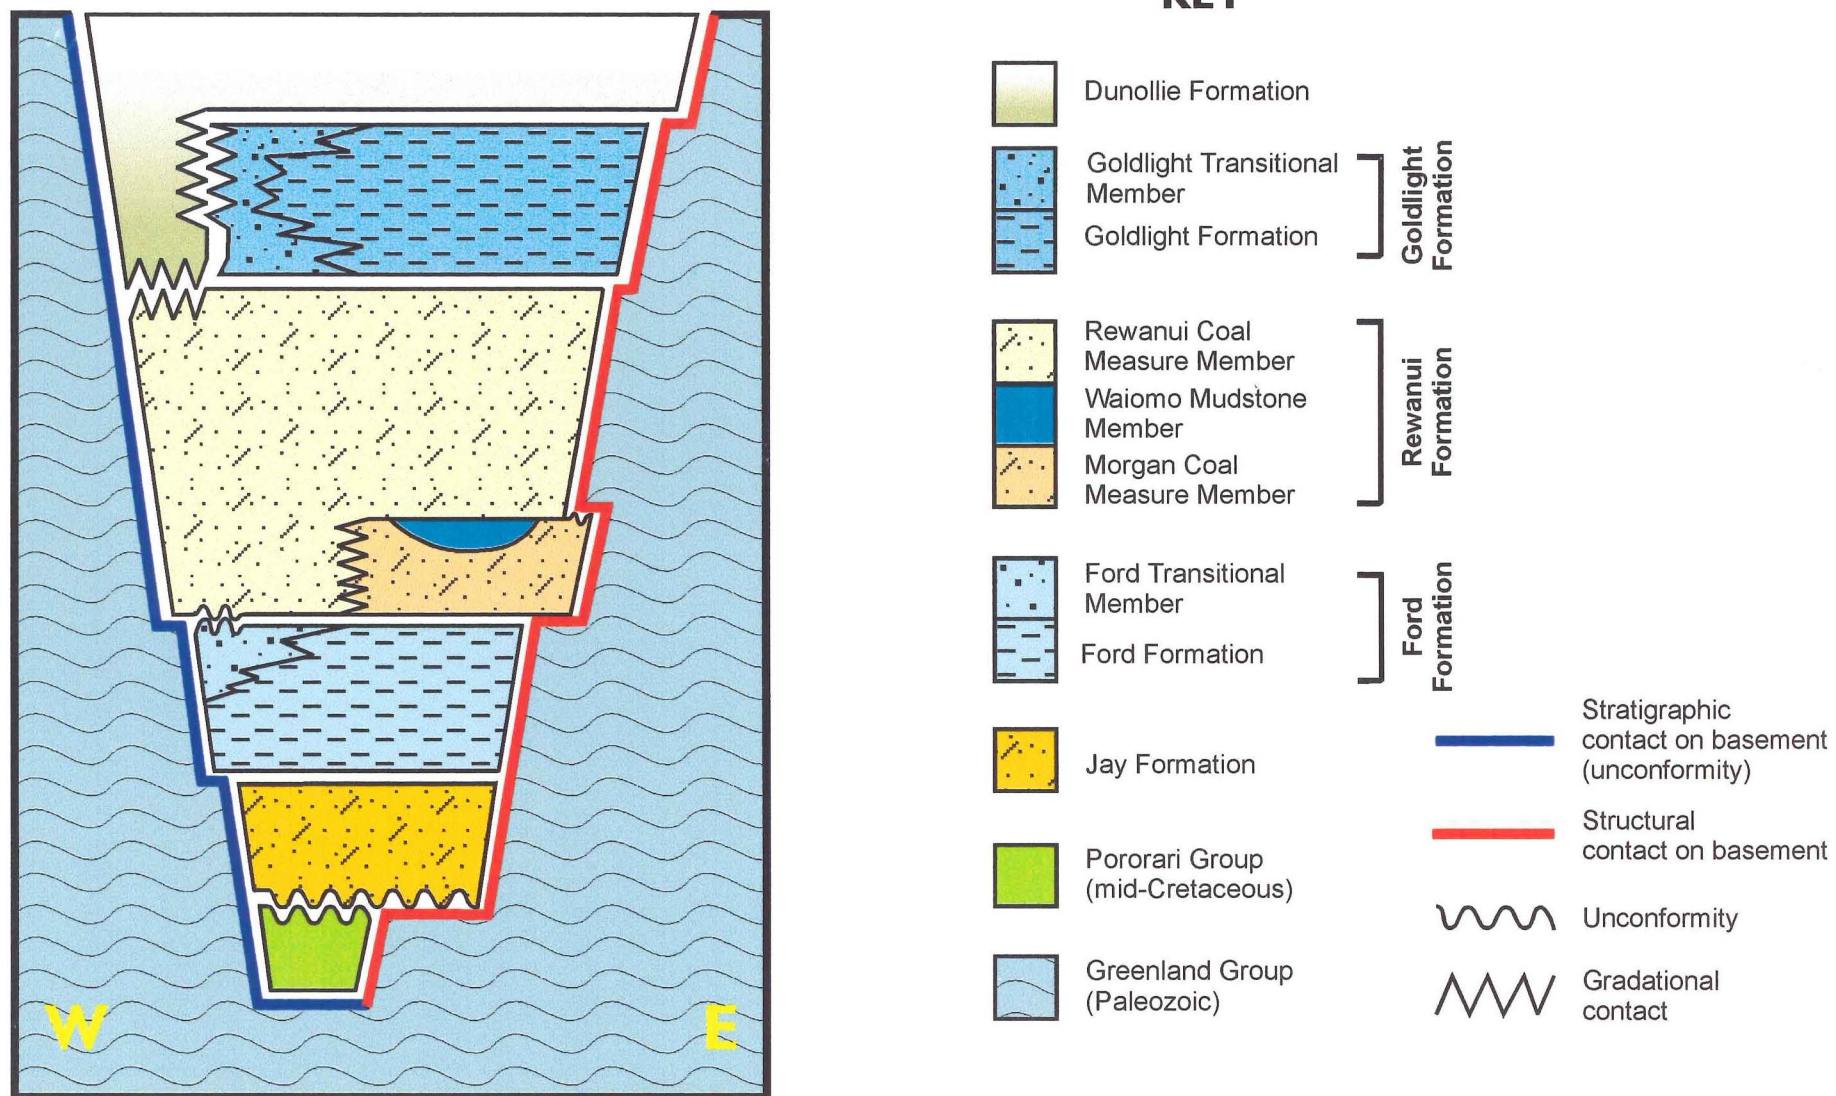 KEY
Dunollie Formation
Goldlight Transitional
Member
Goldlight Formation
Goldlight
Formation
Rewanui Coal
Measure Member
Waiomo Mudstone
Member
Morgan Coal
Measure Member
Rewanui
Formation
Ford Transitional
Member
Ford Formation
Ford
Formation
Jay Formation
Pororari Group
(mid-Cretaceous)
Greenland Group
(Paleozoic)
Stratigraphic
contact on basement
(unconformity)
Structural
contact on basement
Unconformity
Gradational
contact
W
E